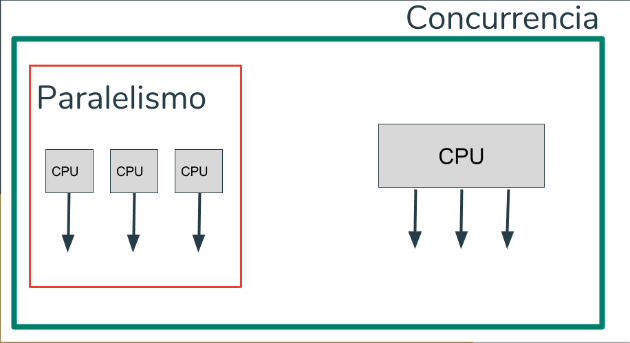 Concurrencia
Paralelismo
CPU CPU CPU
CPU